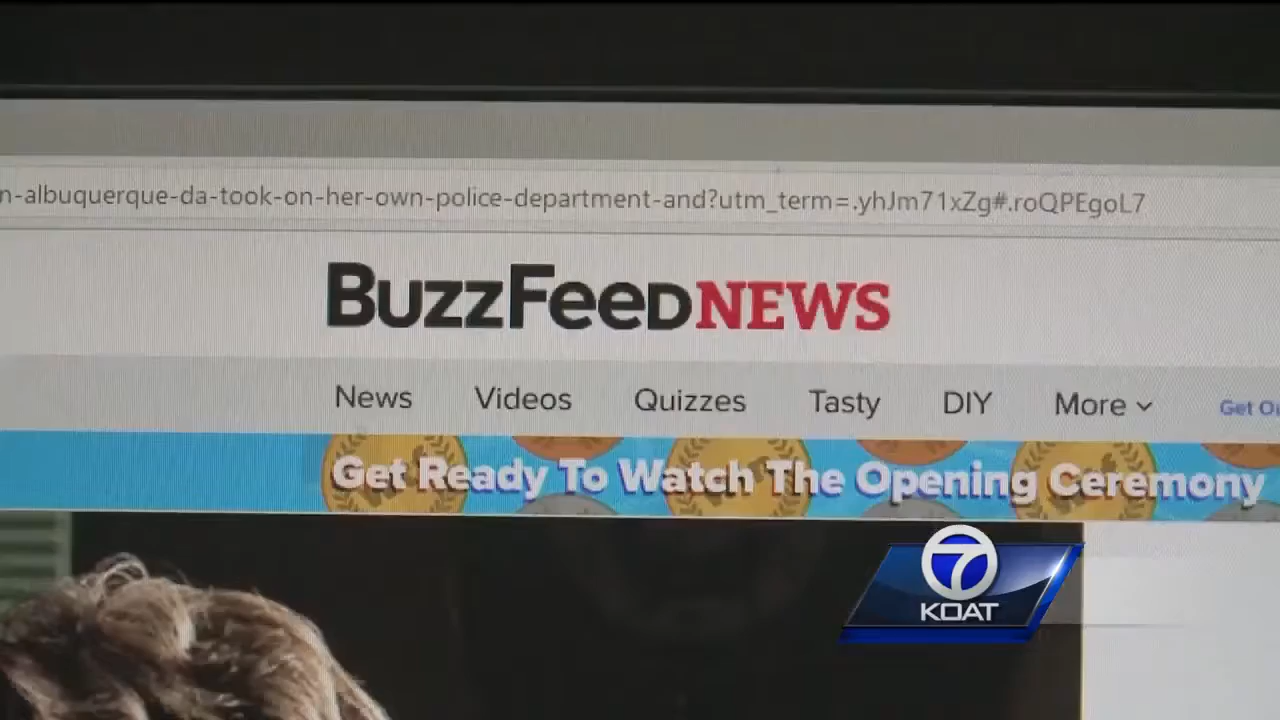 n-albuquerque-da-took-on-her-own-police-department-and?utm_term=.yhJm71xZg#.roQPEgoL7
BuzzFeeD NEWS
News Videos Quizzes Tasty DIY More Get
Get Ready To Watch The Opening Ceremony
7
KOAT